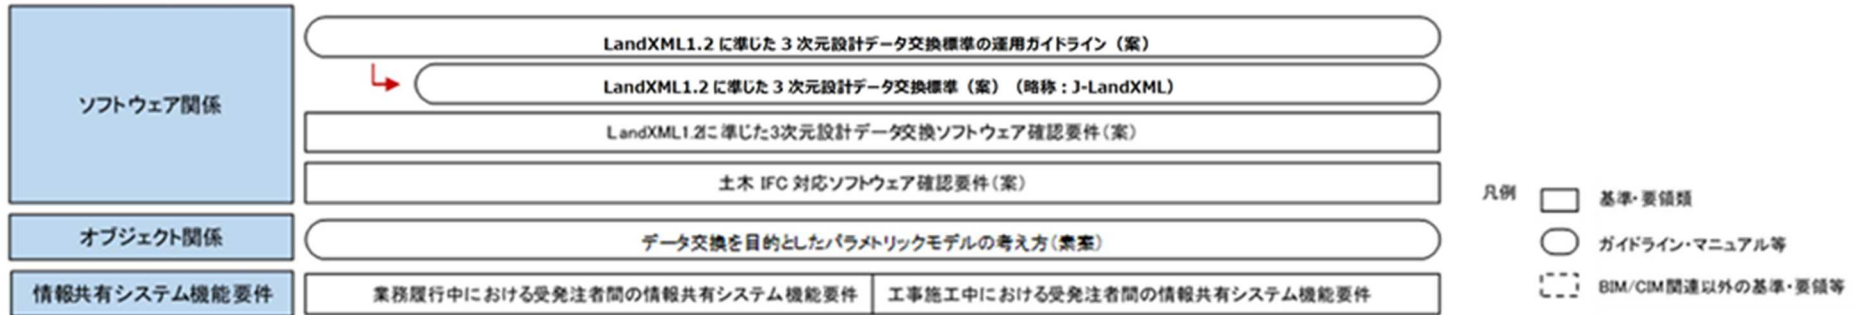 ソフトウェア関係
LandXML1.2 に準じた 3 次元設計データ交換標準の運用ガイドライン（案）
LandXML1.2 に準じた 3 次元設計データ交換標準（案）（略称：J-LandXML）
LandXML1.2に準じた3次元設計データ交換ソフトウェア確認要件（案）
土木 IFC 対応ソフトウェア確認要件（案）
オブジェクト関係
データ交換を目的としたパラメトリックモデルの考え方（素案）
情報共有システム機能要件
業務履行中における受発注者間の情報共有システム機能要件
工事施工中における受発注者間の情報共有システム機能要件
凡例
基準・要領類
ガイドライン・マニュアル等
BIM/CIM関連以外の基準・要領等